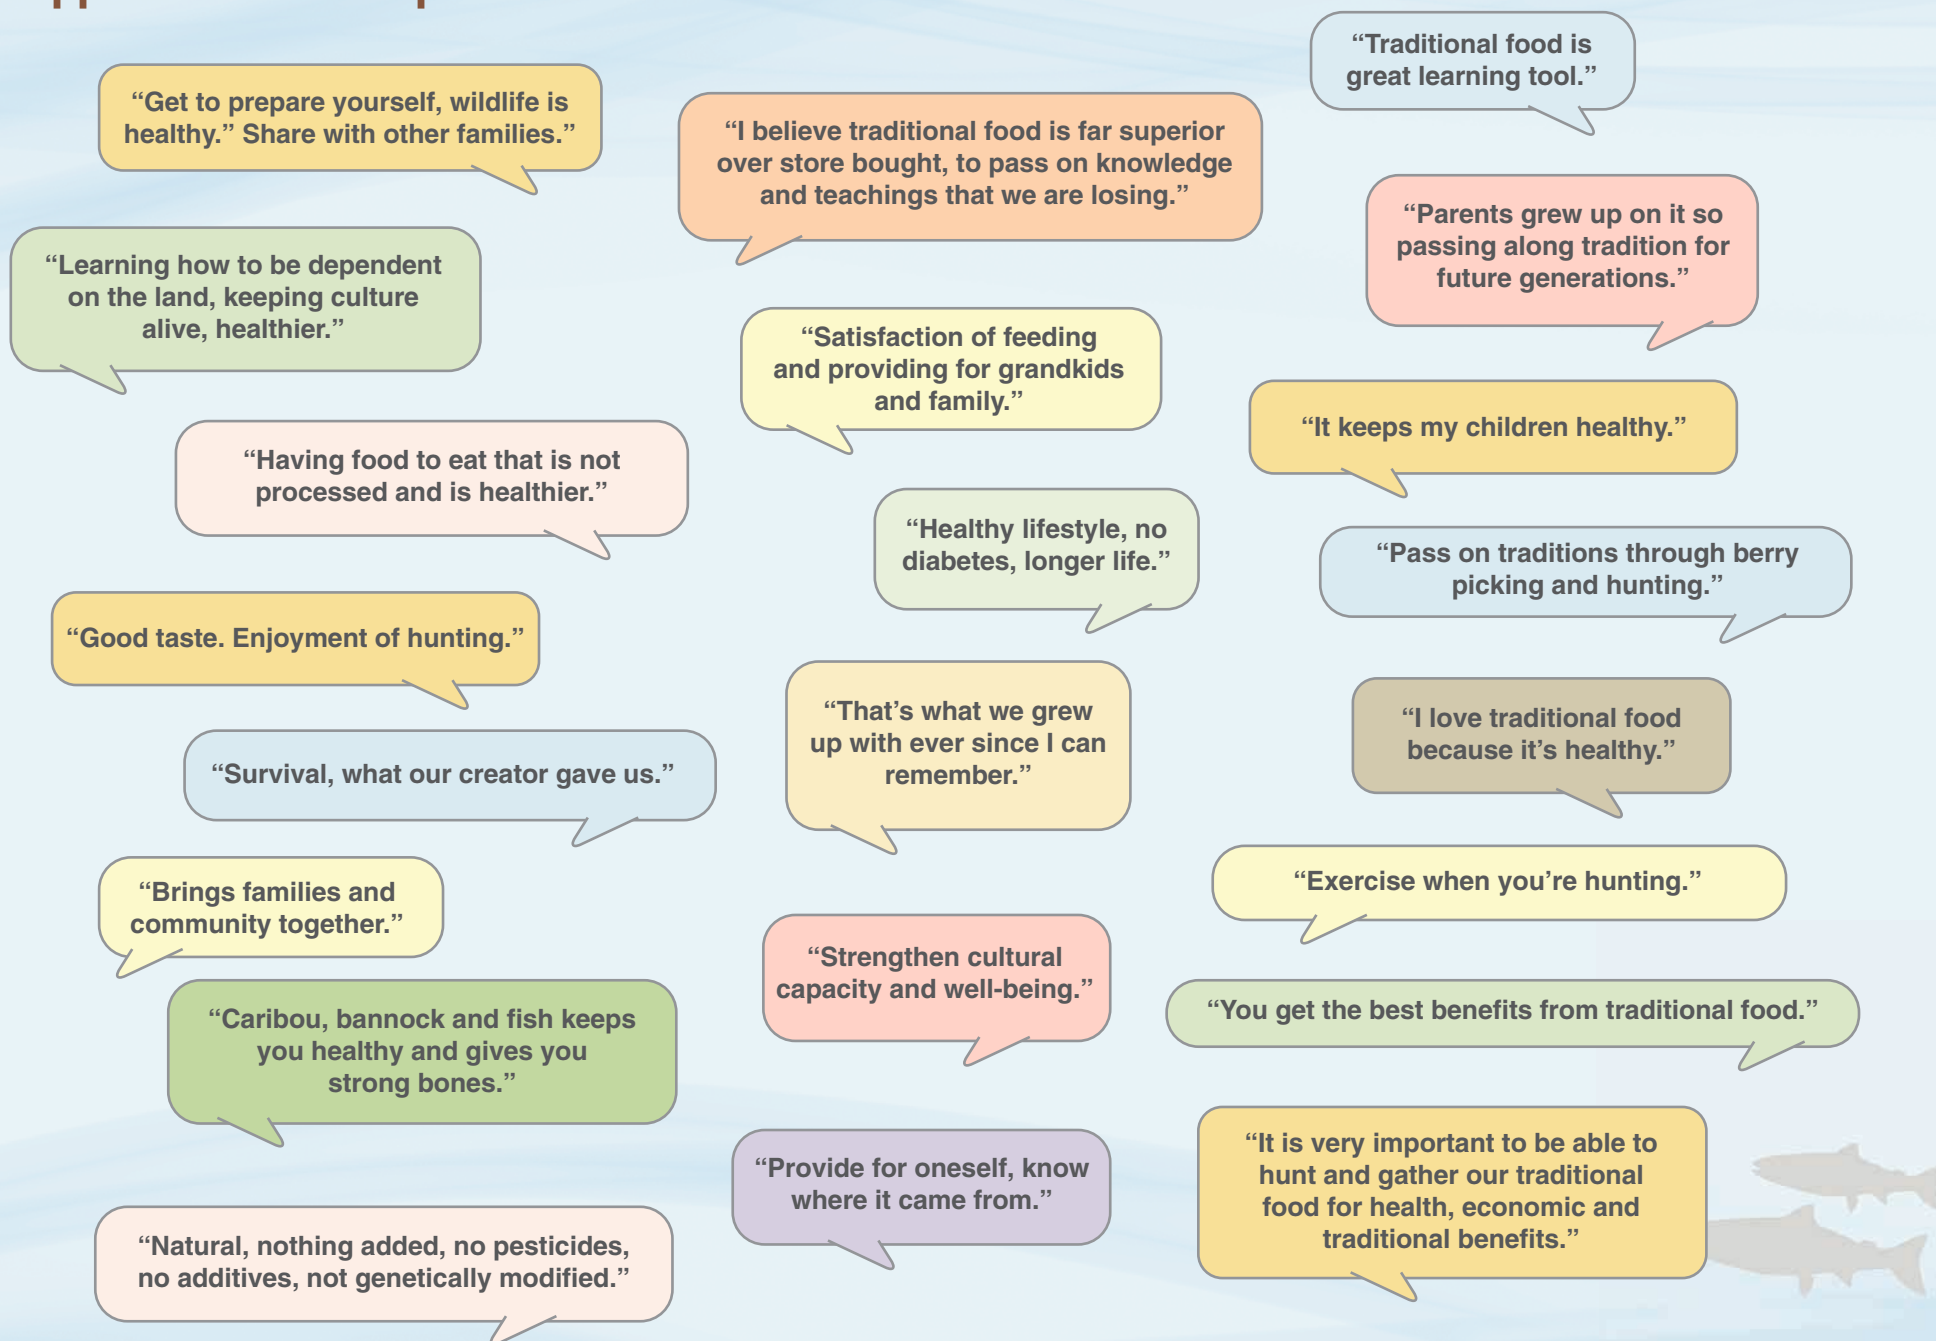 “Get to prepare yourself, wildlife is
healthy.” Share with other families.”
“Learning how to be dependent
on the land, keeping culture
alive, healthier.”
“Having food to eat that is not
processed and is healthier.”
“Good taste. Enjoyment of hunting.”
“Survival, what our creator gave us.”
“Brings families and
community together.”
“Caribou, bannock and fish keeps
you healthy and gives you
strong bones.”
“Natural, nothing added, no pesticides,
no additives, not genetically modified.”
“I believe traditional food is far superior
over store bought, to pass on knowledge
and teachings that we are losing.”
“Satisfaction of feeding
and providing for grandkids
and family.”
“Healthy lifestyle, no
diabetes, longer life.”
“That’s what we grew
up with ever since I can
remember.”
“Strengthen cultural
capacity and well-being.”
“Provide for oneself, know
where it came from.”
“Traditional food is
great learning tool.”
“Parents grew up on it so
passing along tradition for
future generations.”
“It keeps my children healthy.”
“Pass on traditions through berry
picking and hunting.”
“I love traditional food
because it’s healthy.”
“Exercise when you’re hunting.”
“You get the best benefits from traditional food.”
“It is very important to be able to
hunt and gather our traditional
food for health, economic and
traditional benefits.”